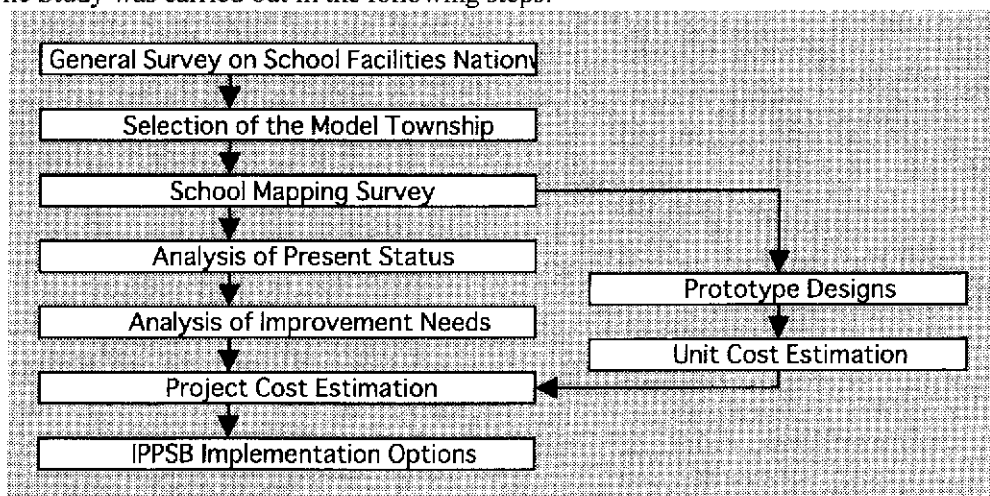 study was carried out in the following steps:
General Survey on School Facilities
Selection of the Model Township
School Mapping Survey
Analysis of Present Status
Analysis of Improvement Needs
Project Cost Estimation
IPPSB Implementation Options
Prototype Designs
Unit Cost Estimation